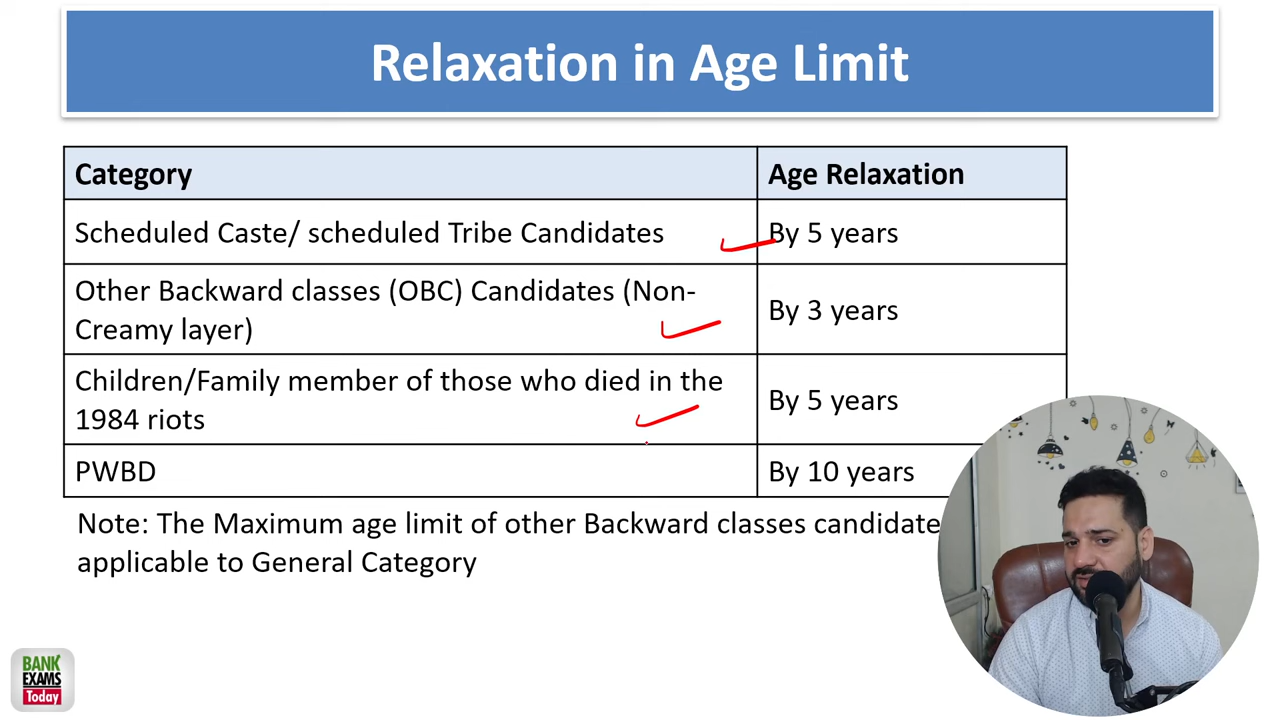 Relaxation in Age Limit
Category
Age Relaxation
Scheduled Caste/ scheduled Tribe Candidates
By 5 years
Other Backward classes (OBC) Candidates (Non-
Creamy layer)
By 3 years
Children/Family member of those who died in the
1984 riots
By 5 years
PWBD
By 10 years
Note: The Maximum age limit of other Backward classes candidate
applicable to General Category
BANK
EXAMS
Today